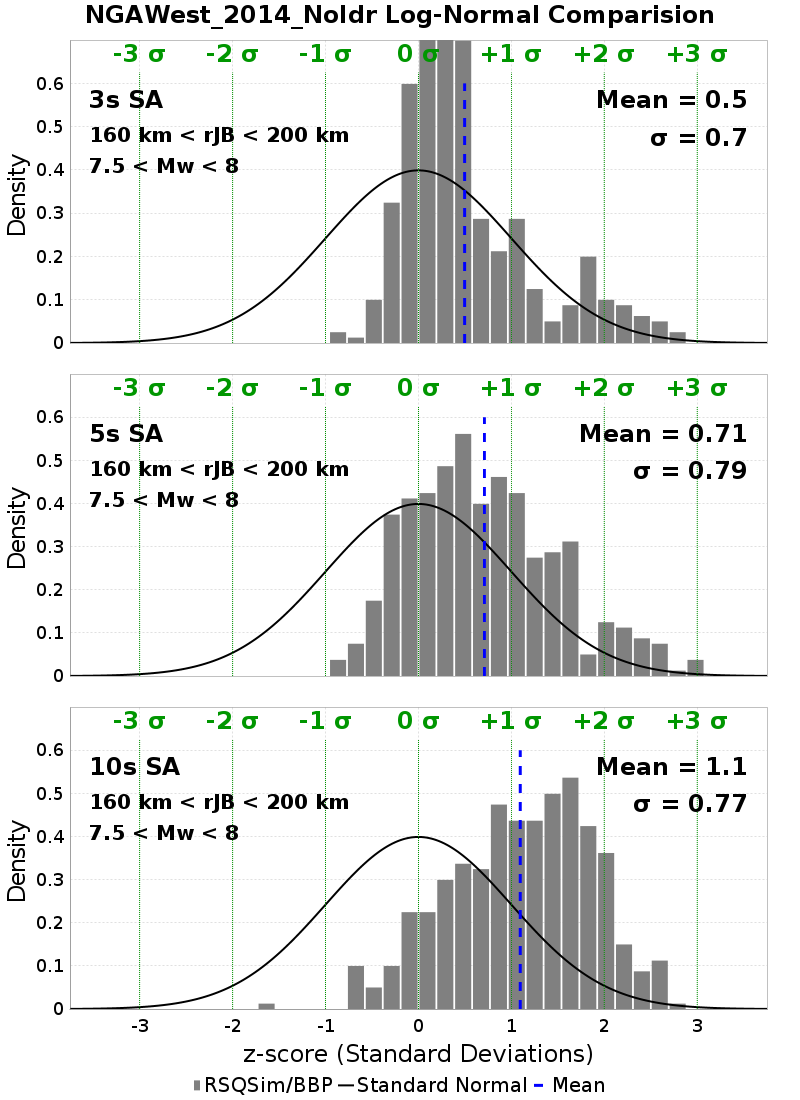 NGAWest_2014_NoIdr Log-Normal Comparision
-3 σ -2 σ -1 σ 0 σ +1 σ +2 σ +3 σ
3s SA
160 km < rJB < 200 km
7.5 < Mw < 8
Mean = 0.5
σ = 0.7
Density
0.6
0.5
0.4
0.3
0.2
0.1
0
-3 σ -2 σ -1 σ 0 σ +1 σ +2 σ +3 σ
5s SA
160 km < rJB < 200 km
7.5 < Mw < 8
Mean = 0.71
σ = 0.79
Density
0.6
0.5
0.4
0.3
0.2
0.1
0
-3 σ -2 σ -1 σ 0 σ +1 σ +2 σ +3 σ
10s SA
160 km < rJB < 200 km
7.5 < Mw < 8
Mean = 1.1
σ = 0.77
Density
0.6
0.5
0.4
0.3
0.2
0.1
0
-3 -2 -1 0 1 2 3
z-score (Standard Deviations)
RSQSim/BBP Standard Normal Mean